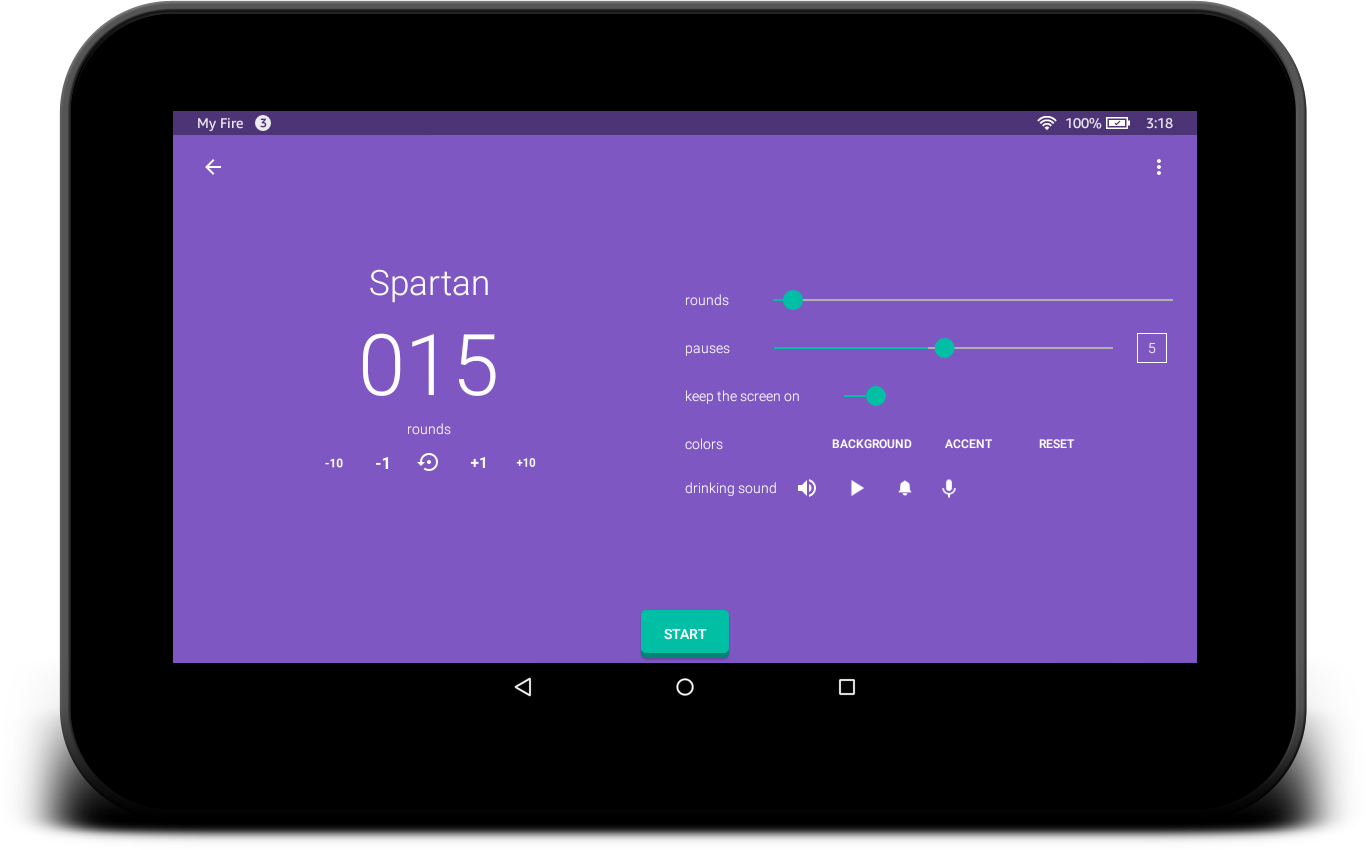 My Fire 3 100% 3:18
Spartan
015
rounds
-10 -1 +1 +10
rounds
pauses 5
keep the screen on
colors BACKGROUND ACCENT RESET
drinking sound
START